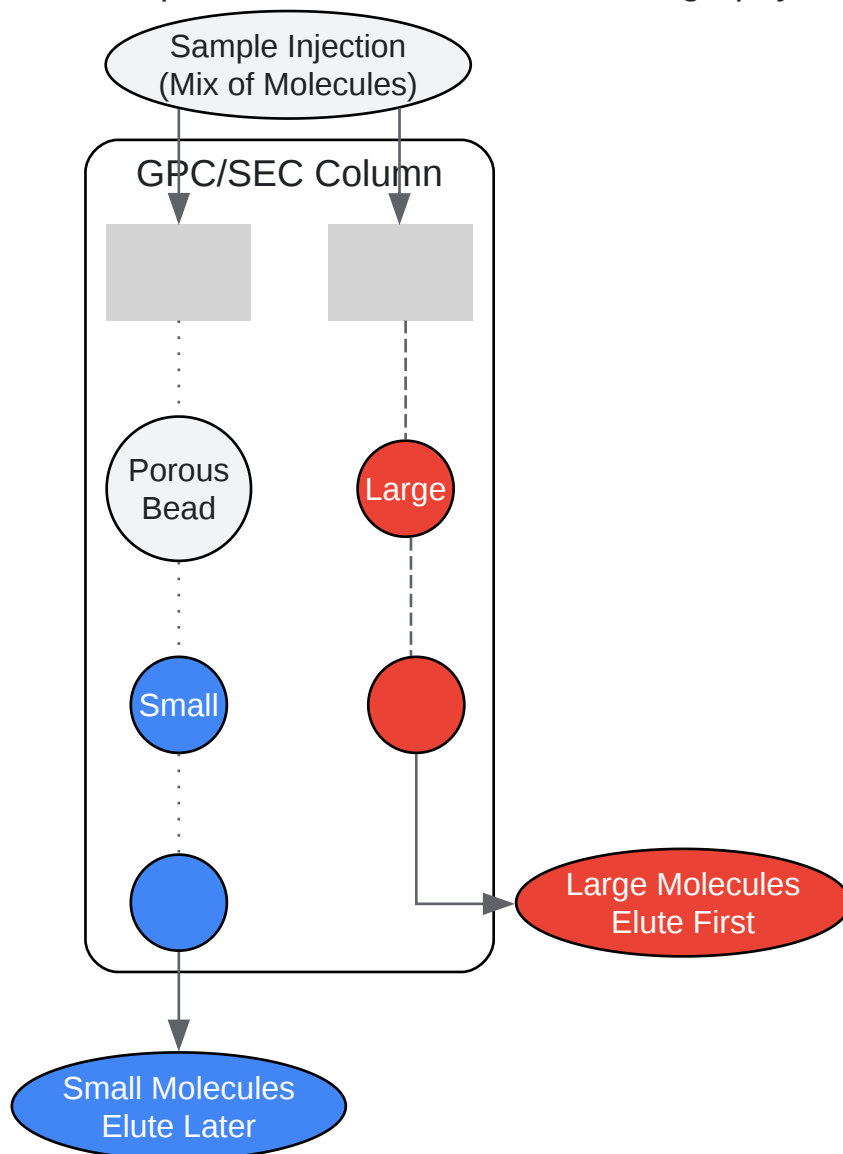 Sample Injection
(Mix of Molecules)
GPC/SEC Column
Porous
Bead
Large
Small
Large Molecules
Elute First
Small Molecules
Elute Later